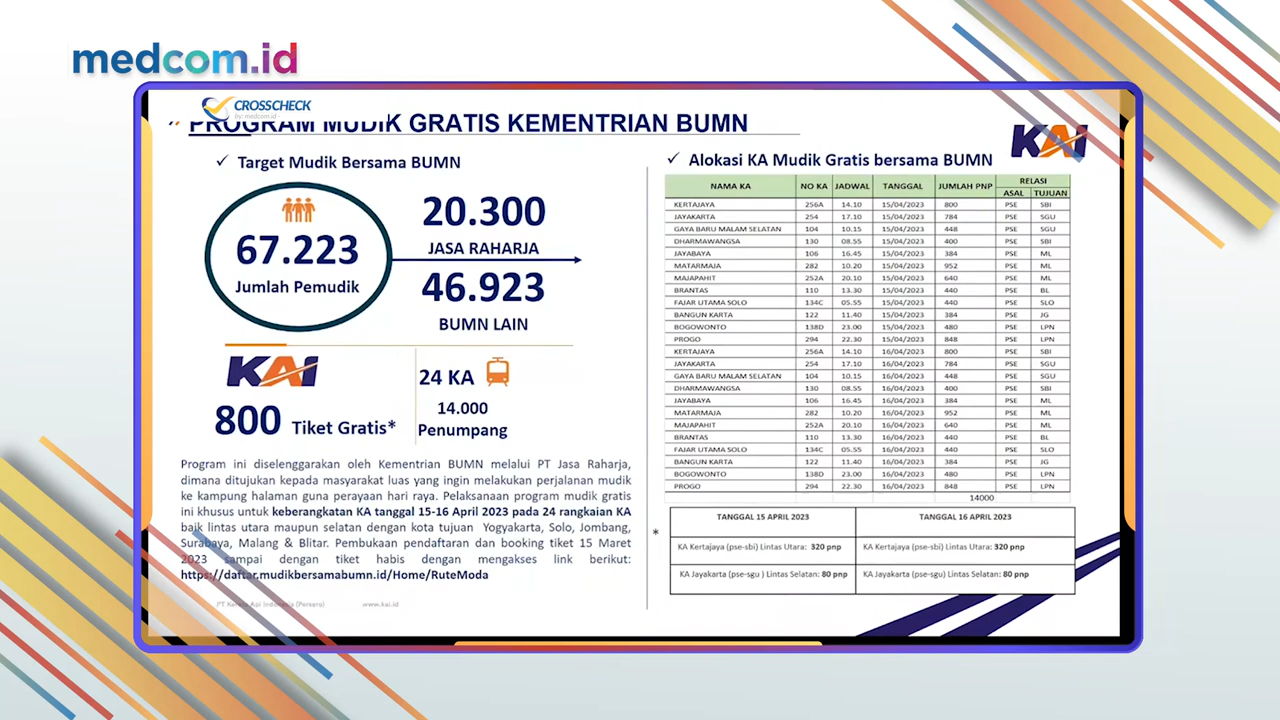 medcom.id
CROSSCHECK
by: medcom.id
PROGRAM MUDIK GRATIS KEMENTRIAN BUMN
✓ Target Mudik Bersama BUMN
67.223
Jumlah Pemudik
20.300
JASA RAHARJA
46.923
BUMN LAIN
KAI
800 Tiket Gratis*
24 KA
14.000
Penumpang
Program ini diselenggarakan oleh Kementrian BUMN melalui PT Jasa Raharja,
dimana ditujukan kepada masyarakat luas yang ingin melakukan perjalanan mudik
ke kampung halaman guna perayaan hari raya. Pelaksanaan program mudik gratis
ini khusus untuk keberangkatan KA tanggal 15-16 April 2023 pada 24 rangkaian KA
baik lintas utara maupun selatan dengan kota tujuan Yogyakarta, Solo, Jombang,
Surabaya, Malang & Blitar. Pembukaan pendaftaran dan booking tiket 15 Maret
2023 sampai dengan tiket habis dengan mengakses link berikut:
https://daftar.mudikbersamabumn.id/Home/RuteModa
PT Kereta Api Indonesia (Persero) www.kai.id
✓ Alokasi KA Mudik Gratis bersama BUMN
KAI
NAMA KA NO KA JADWAL TANGGAL JUMLAH PNP RELASI
ASAL TUJUAN
KERTAJAYA 256A 14.10 15/04/2023 800 PSE SBI
JAYAKARTA 254 17.10 15/04/2023 784 PSE SGU
GAYA BARU MALAM SELATAN 104 10.15 15/04/2023 448 PSE SGU
DHARMAWANGSA 130 08.55 15/04/2023 400 PSE SBI
JAYABAYA 106 16.45 15/04/2023 384 PSE ML
MATARMAJA 282 10.20 15/04/2023 952 PSE ML
MAJAPAHIT 252A 20.10 15/04/2023 640 PSE ML
BRANTAS 110 13.30 15/04/2023 440 PSE BL
FAJAR UTAMA SOLO 134C 05.55 15/04/2023 440 PSE SLO
BANGUN KARTA 122 11.40 15/04/2023 384 PSE JG
BOGOWONTO 138D 23.00 15/04/2023 480 PSE LPN
PROGO 294 22.30 15/04/2023 848 PSE LPN
KERTAJAYA 256A 14.10 16/04/2023 800 PSE SBI
JAYAKARTA 254 17.10 16/04/2023 784 PSE SGU
GAYA BARU MALAM SELATAN 104 10.15 16/04/2023 448 PSE SGU
DHARMAWANGSA 130 08.55 16/04/2023 400 PSE SBI
JAYABAYA 106 16.45 16/04/2023 384 PSE ML
MATARMAJA 282 10.20 16/04/2023 952 PSE ML
MAJAPAHIT 252A 20.10 16/04/2023 640 PSE ML
BRANTAS 110 13.30 16/04/2023 440 PSE BL
FAJAR UTAMA SOLO 134C 05.55 16/04/2023 440 PSE SLO
BANGUN KARTA 122 11.40 16/04/2023 384 PSE JG
BOGOWONTO 138D 23.00 16/04/2023 480 PSE LPN
PROGO 294 22.30 16/04/2023 848 PSE LPN
14000
*
TANGGAL 15 APRIL 2023 TANGGAL 16 APRIL 2023
KA Kertajaya (pse-sbi) Lintas Utara: 320 pnp KA Kertajaya (pse-sbi) Lintas Utara: 320 pnp
KA Jayakarta (pse-sgu ) Lintas Selatan: 80 pnp KA Jayakarta (pse-sgu) Lintas Selatan: 80 pnp